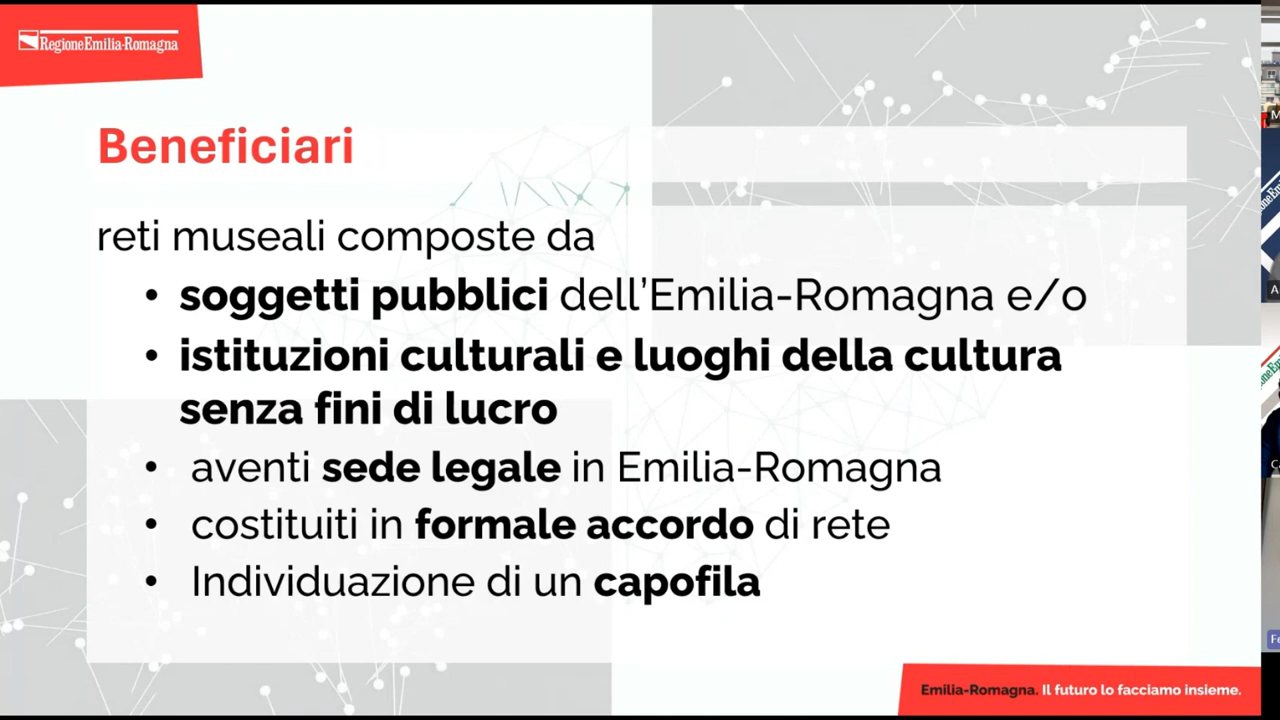 RegioneEmilia-Romagna
Beneficiari
reti museali composte da
• soggetti pubblici dell'Emilia-Romagna e/o
• istituzioni culturali e luoghi della cultura
senza fini di lucro
• aventi sede legale in Emilia-Romagna
• costituiti in formale accordo di rete
• Individuazione di un capofila
Emilia-Romagna. Il futuro lo facciamo insieme.